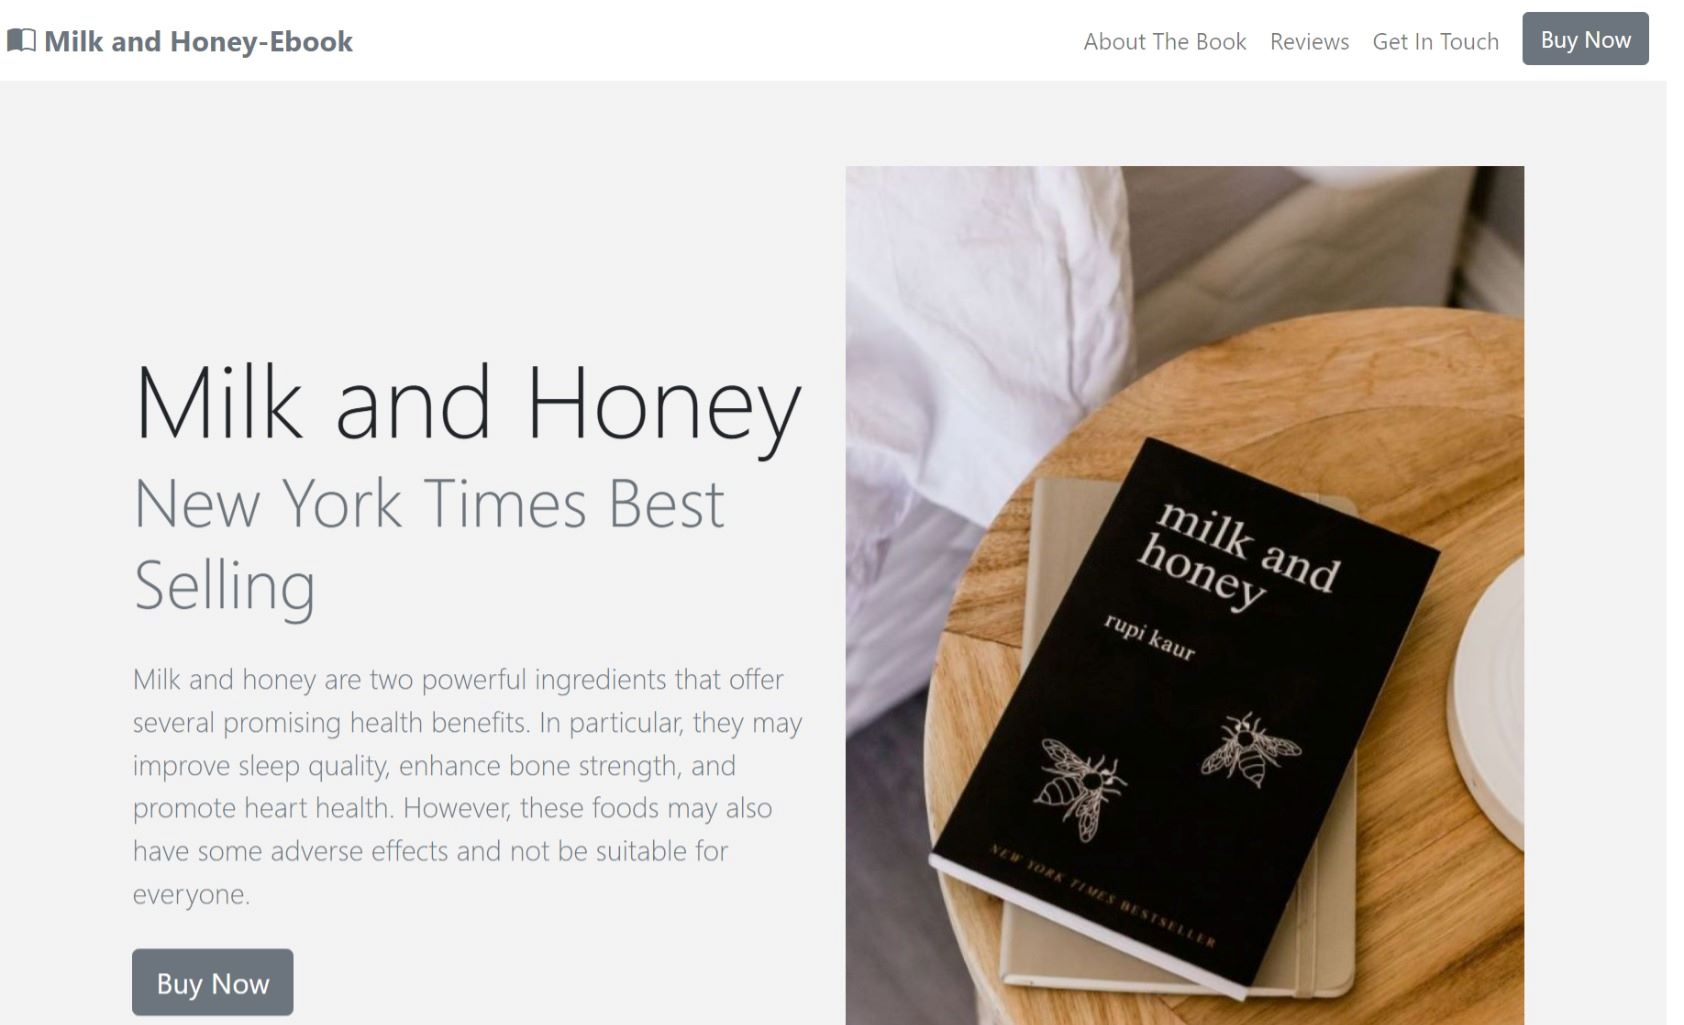 Milk and Honey-Ebook
About The Book Reviews Get In Touch Buy Now
Milk and Honey
New York Times Best
Selling
Milk and honey are two powerful ingredients that offer
several promising health benefits. In particular, they may
improve sleep quality, enhance bone strength, and
promote heart health. However, these foods may also
have some adverse effects and not be suitable for
everyone.
Buy Now
milk and
honey
rupi kaur
NEW YORK TIMES BESTSELLER